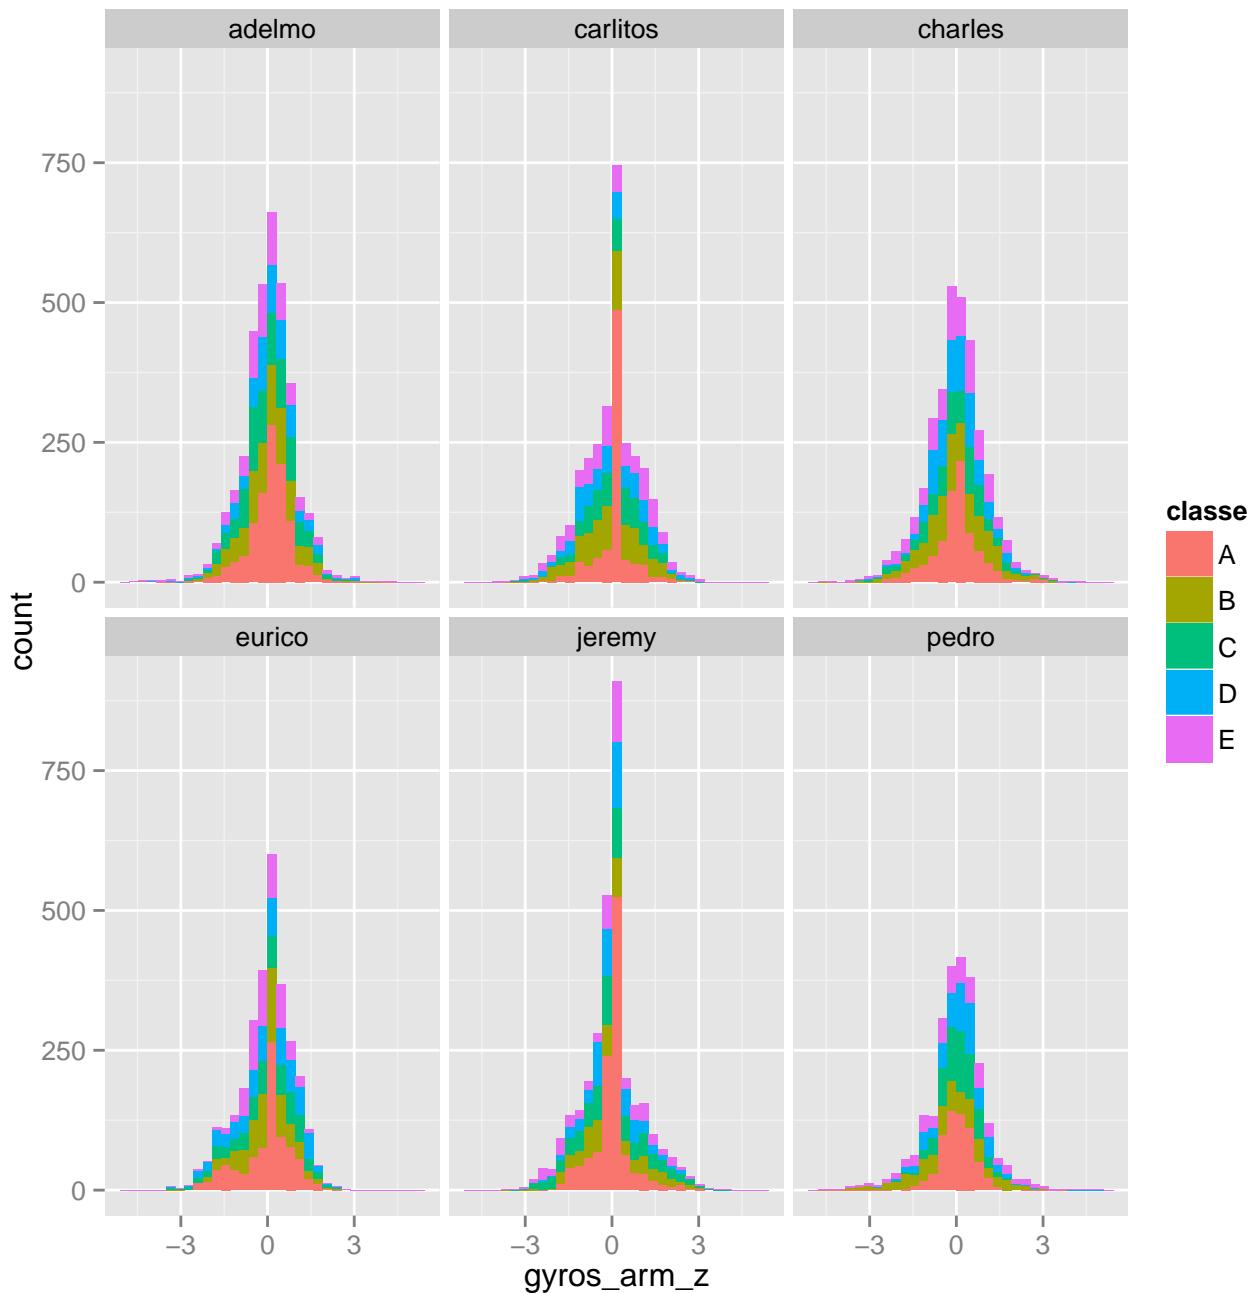 adelmo carlitos charles
750
500
250
0
eurico jeremy pedro
750
500
250
0
−3 0 3 −3 0 3 −3 0 3
gyros_arm_z
count
classe
A
B
C
D
E